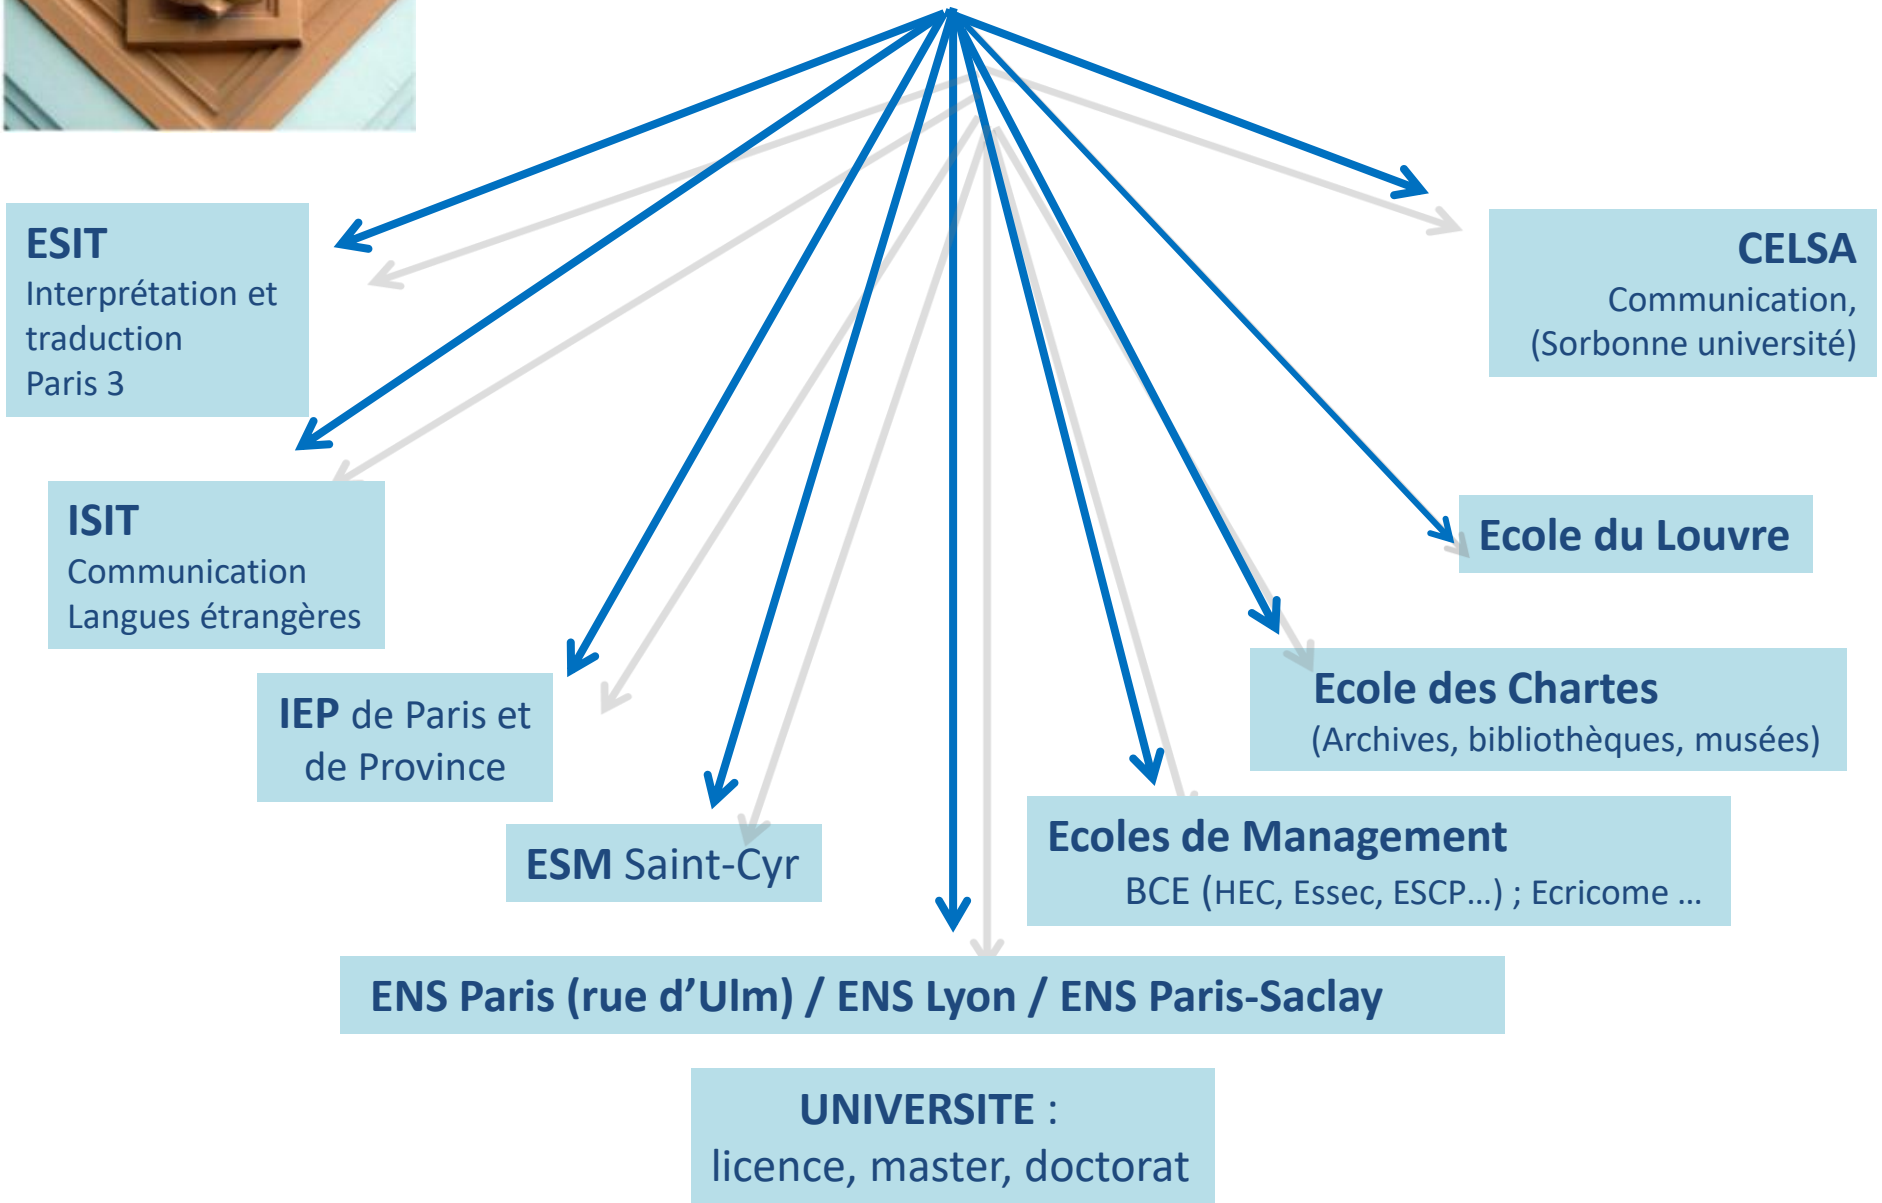 ESIT
Interprétation et
traduction
Paris 3
CELSA
Communication,
(Sorbonne université)
ISIT
Communication
Langues étrangères
Ecole du Louvre
IEP de Paris et
de Province
Ecole des Chartes
(Archives, bibliothèques, musées)
ESM Saint-Cyr
Ecoles de Management
BCE (HEC, Essec, ESCP…) ; Ecricome …
ENS Paris (rue d’Ulm) / ENS Lyon / ENS Paris-Saclay
UNIVERSITE :
licence, master, doctorat